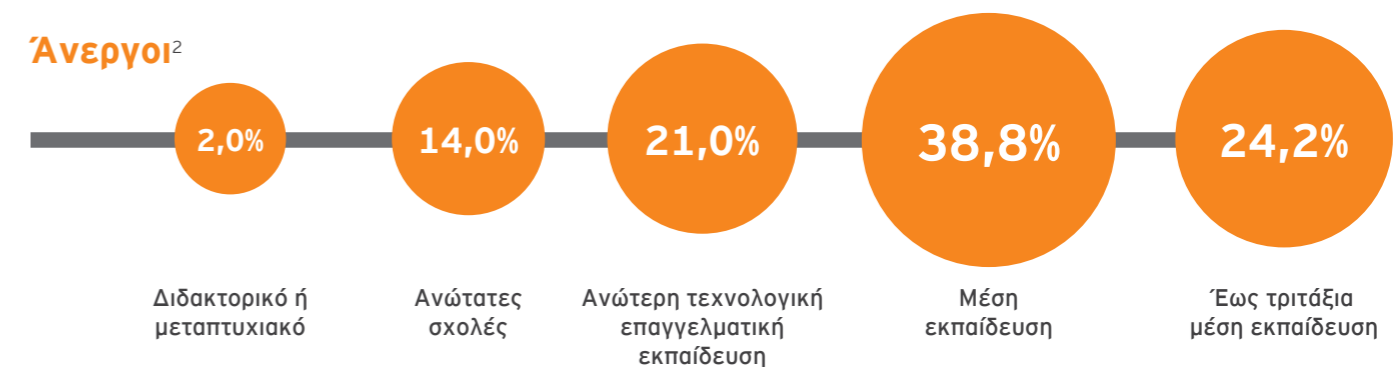 Άνεργοι²
2,0%
14,0%
21,0%
38,8%
24,2%
Διδακτορικό ή
μεταπτυχιακό
Ανώτατες
σχολές
Ανώτερη τεχνολογική
επαγγελματική
εκπαίδευση
Μέση
εκπαίδευση
Έως τριτάξια
μέση εκπαίδευση